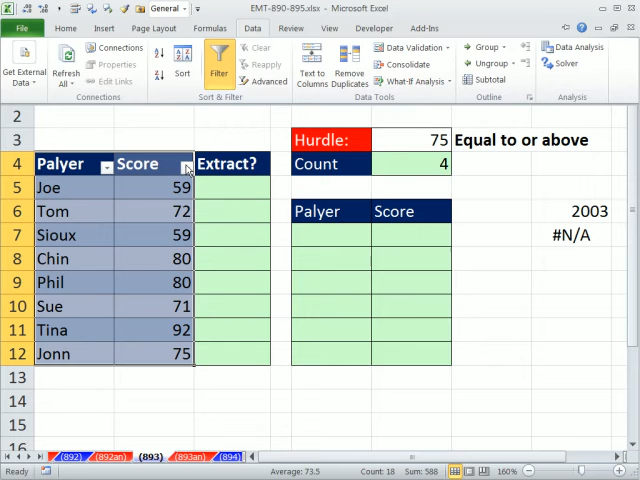 General
EMT-890-895.xlsx - Microsoft Excel
File Home Insert Page Layout Formulas Data Review View Developer Add-Ins
Get External Data
Refresh All
Connections
Properties
Edit Links
Connections
Sort
Filter
Clear
Reapply
Advanced
Sort & Filter
Text to Columns
Remove Duplicates
Data Validation
Consolidate
What-If Analysis
Data Tools
Group
Ungroup
Subtotal
Outline
Data Analysis
Solver
Analysis
2
3 Hurdle: 75 Equal to or above
4 Palyer Score Extract? Count 4
5 Joe 59
6 Tom 72 Palyer Score 2003
7 Sioux 59 #N/A
8 Chin 80
9 Phil 80
10 Sue 71
11 Tina 92
12 Jonn 75
13
14
15
16
(892) (892an) (893) (893an) (894)
Ready Average: 73.5 Count: 18 Sum: 588 160%